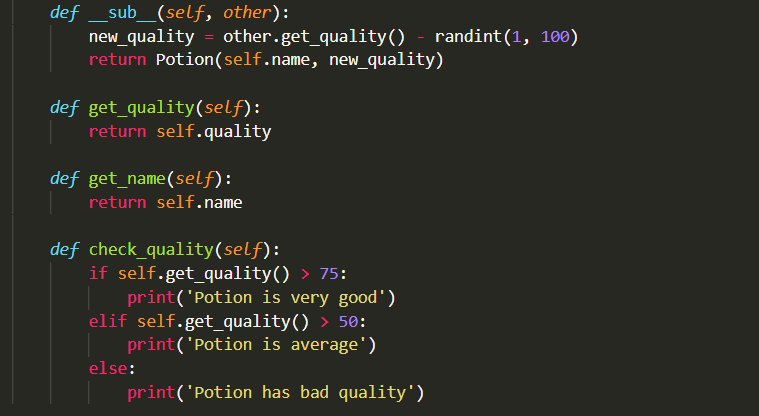 def __sub__(self, other):
new_quality = other.get_quality() - randint(1, 100)
return Potion(self.name, new_quality)
def get_quality(self):
return self.quality
def get_name(self):
return self.name
def check_quality(self):
if self.get_quality() > 75:
print('Potion is very good')
elif self.get_quality() > 50:
print('Potion is average')
else:
print('Potion has bad quality')